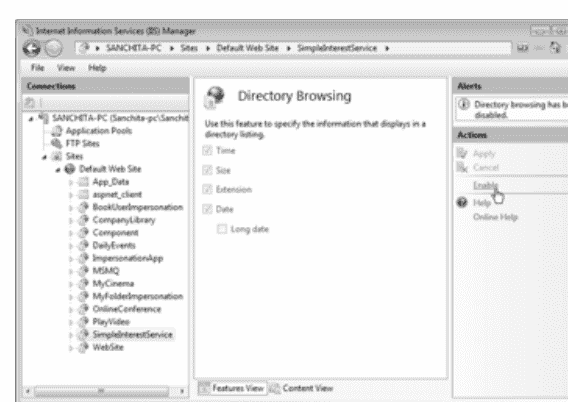 Internet Information Services (IIS) Manager
SANCHITA-PC ▸ Sites ▸ Default Web Site ▸ SimpleInterestService ▸
File View Help
Connections
SANCHITA-PC (Sanchita-pc\Sanchit
Application Pools
FTP Sites
Sites
Default Web Site
App_Data
aspnet_client
BookUserImpersonation
CompanyLibrary
Component
DailyEvents
ImpersonationApp
MSMQ
MyCinema
MyFolderImpersonation
OnlineConference
PlayVideo
SimpleInterestService
WebSite
Directory Browsing
Use this feature to specify the information that displays in a
directory listing.
Time
Size
Extension
Date
Long date
Features View Content View
Alerts
Directory browsing has b
disabled.
Actions
Apply
Cancel
Enable
Help
Online Help